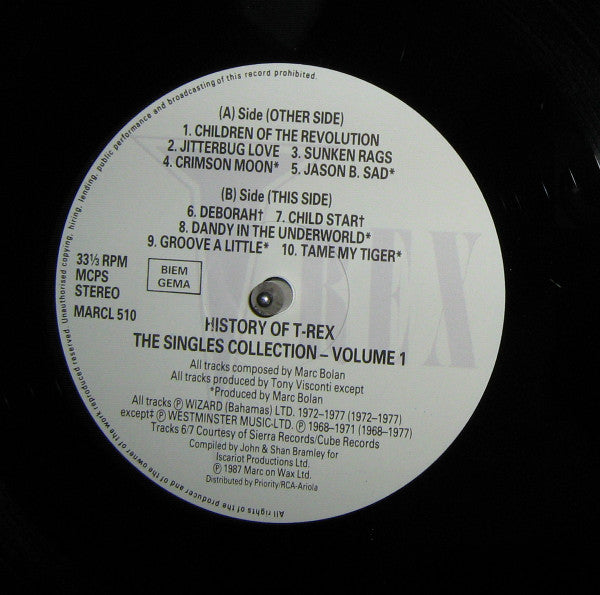 All rights of the producer and of the owner of the work reproduced reserved. Unauthorised copying, hiring, lending, public performance and broadcasting of this record prohibited.
(A) Side (OTHER SIDE)
1. CHILDREN OF THE REVOLUTION
2. JITTERBUG LOVE 3. SUNKEN RAGS
4. CRIMSON MOON* 5. JASON B. SAD*
(B) Side (THIS SIDE)
6. DEBORAH† 7. CHILD STAR†
8. DANDY IN THE UNDERWORLD*
9. GROOVE A LITTLE* 10. TAME MY TIGER*
33⅓ RPM
MCPS
STEREO
MARCL 510
BIEM
GEMA
T.REX
HISTORY OF T-REX
THE SINGLES COLLECTION – VOLUME 1
All tracks composed by Marc Bolan
All tracks produced by Tony Visconti except
*Produced by Marc Bolan
All tracks Ⓟ WIZARD (Bahamas) LTD. 1972-1977 (1972-1977)
except‡ Ⓟ WESTMINSTER MUSIC-LTD. Ⓟ 1968-1971 (1968-1977)
Tracks 6/7 Courtesy of Sierra Records/Cube Records
Compiled by John & Shan Bramley for
Iscariot Productions Ltd.
Ⓟ 1987 Marc on Wax Ltd.
Distributed by Priority/RCA-Ariola